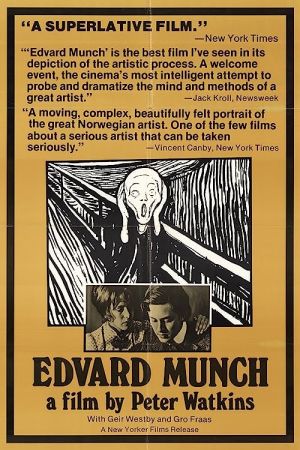 "A SUPERLATIVE FILM."
—New York Times
"'Edvard Munch' is the best film I've seen in its
depiction of the artistic process. A welcome
event, the cinema's most intelligent attempt to
probe and dramatize the mind and methods of
a great artist."
—Jack Kroll, Newsweek
"A moving, complex, beautifully felt portrait of
the great Norwegian artist. One of the few films
about a serious artist that can be taken
seriously."
—Vincent Canby, New York Times
EDVARD MUNCH
a film by Peter Watkins
With Geir Westby and Gro Fraas
A New Yorker Films Release